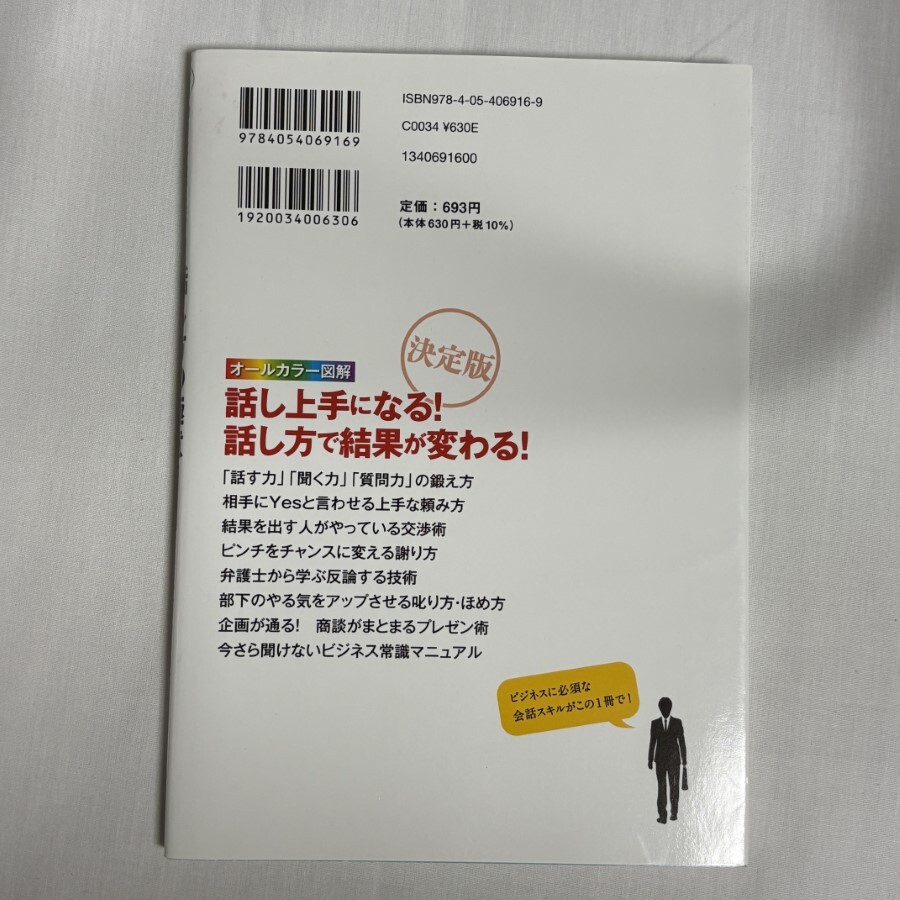 ISBN978-4-05-406916-9
C0034 ¥630E
9784054069169
1340691600
1920034006306
定価：693円
（本体630円＋税10%）
決定版
オールカラー図解
話し上手になる！
話し方で結果が変わる！
「話す力」「聞く力」「質問力」の鍛え方
相手にYesと言わせる上手な頼み方
結果を出す人がやっている交渉術
ピンチをチャンスに変える謝り方
弁護士から学ぶ反論する技術
部下のやる気をアップさせる叱り方・ほめ方
企画が通る！　商談がまとまるプレゼン術
今さら聞けないビジネス常識マニュアル
ビジネスに必須な
会話スキルがこの1冊で！